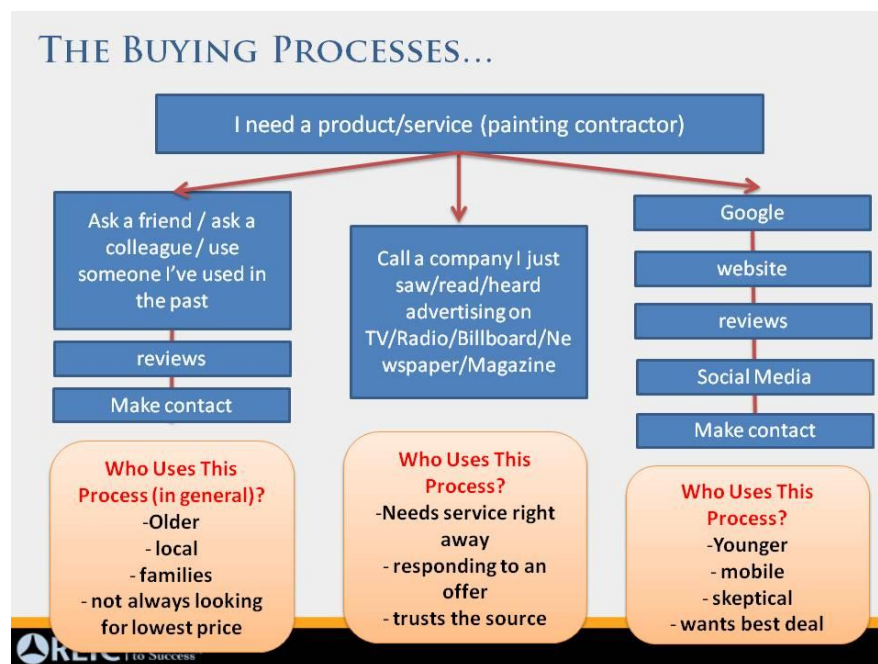 THE BUYING PROCESSES...
I need a product/service (painting contractor)
Ask a friend / ask a
colleague / use
someone I've used in
the past
reviews
Make contact
Call a company I just
saw/read/heard
advertising on
TV/Radio/Billboard/Ne
wspaper/Magazine
Google
website
reviews
Social Media
Make contact
Who Uses This
Process (in general)?
-Older
- local
- families
- not always looking
for lowest price
Who Uses This
Process?
-Needs service right
away
- responding to an
offer
- trusts the source
Who Uses This
Process?
-Younger
- mobile
- skeptical
- wants best deal
to Success